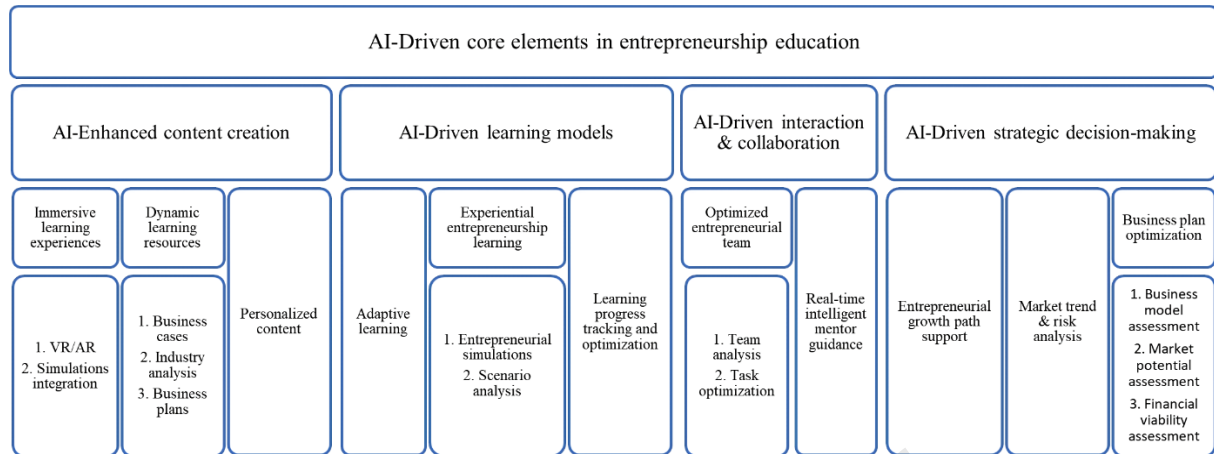 AI-Driven core elements in entrepreneurship education
AI-Enhanced content creation
AI-Driven learning models
AI-Driven interaction
& collaboration
AI-Driven strategic decision-making
Immersive
learning
experiences
Dynamic
learning
resources
Personalized
content
Adaptive
learning
Experiential
entrepreneurship
learning
Learning
progress
tracking and
optimization
Optimized
entrepreneurial
team
Real-time
intelligent
mentor
guidance
Entrepreneurial
growth path
support
Market trend
& risk
analysis
Business plan
optimization
1. VR/AR
2. Simulations
integration
1. Business
cases
2. Industry
analysis
3. Business
plans
1. Entrepreneurial
simulations
2. Scenario
analysis
1. Team
analysis
2. Task
optimization
1. Business
model
assessment
2. Market
potential
assessment
3. Financial
viability
assessment